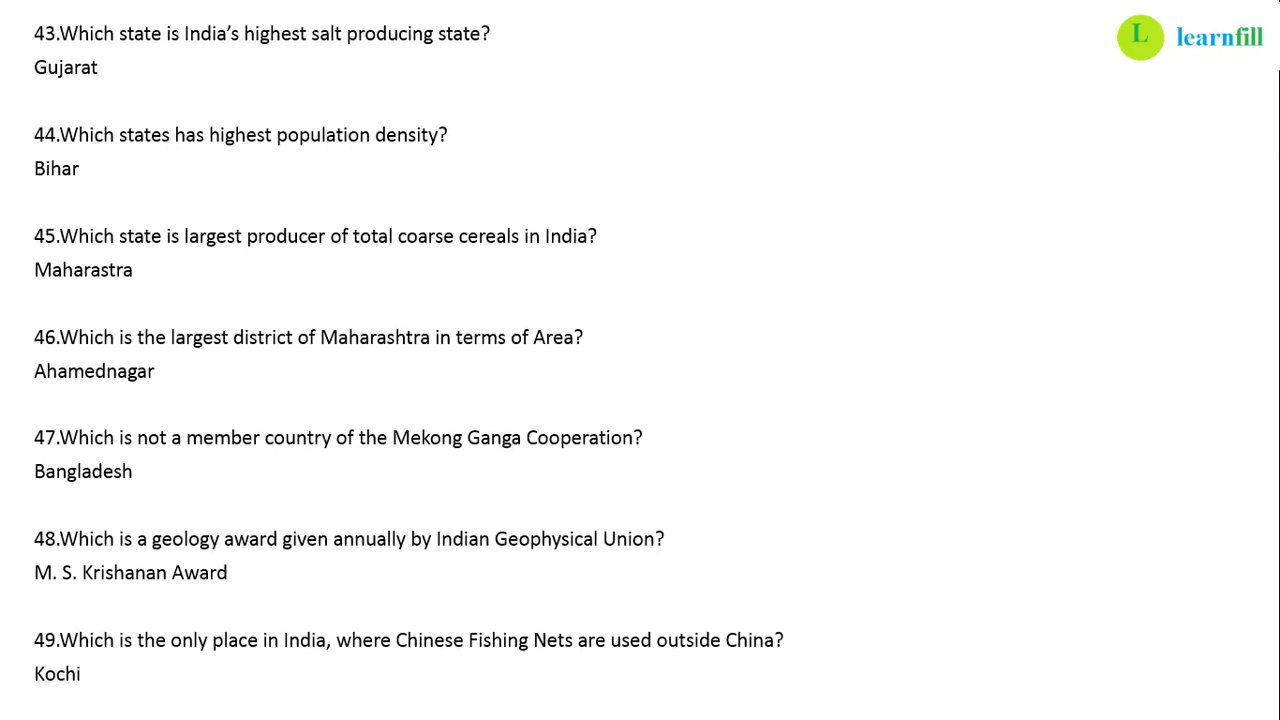 43.Which state is India’s highest salt producing state?
L learnfill
Gujarat
44.Which states has highest population density?
Bihar
45.Which state is largest producer of total coarse cereals in India?
Maharastra
46.Which is the largest district of Maharashtra in terms of Area?
Ahamednagar
47.Which is not a member country of the Mekong Ganga Cooperation?
Bangladesh
48.Which is a geology award given annually by Indian Geophysical Union?
M. S. Krishanan Award
49.Which is the only place in India, where Chinese Fishing Nets are used outside China?
Kochi